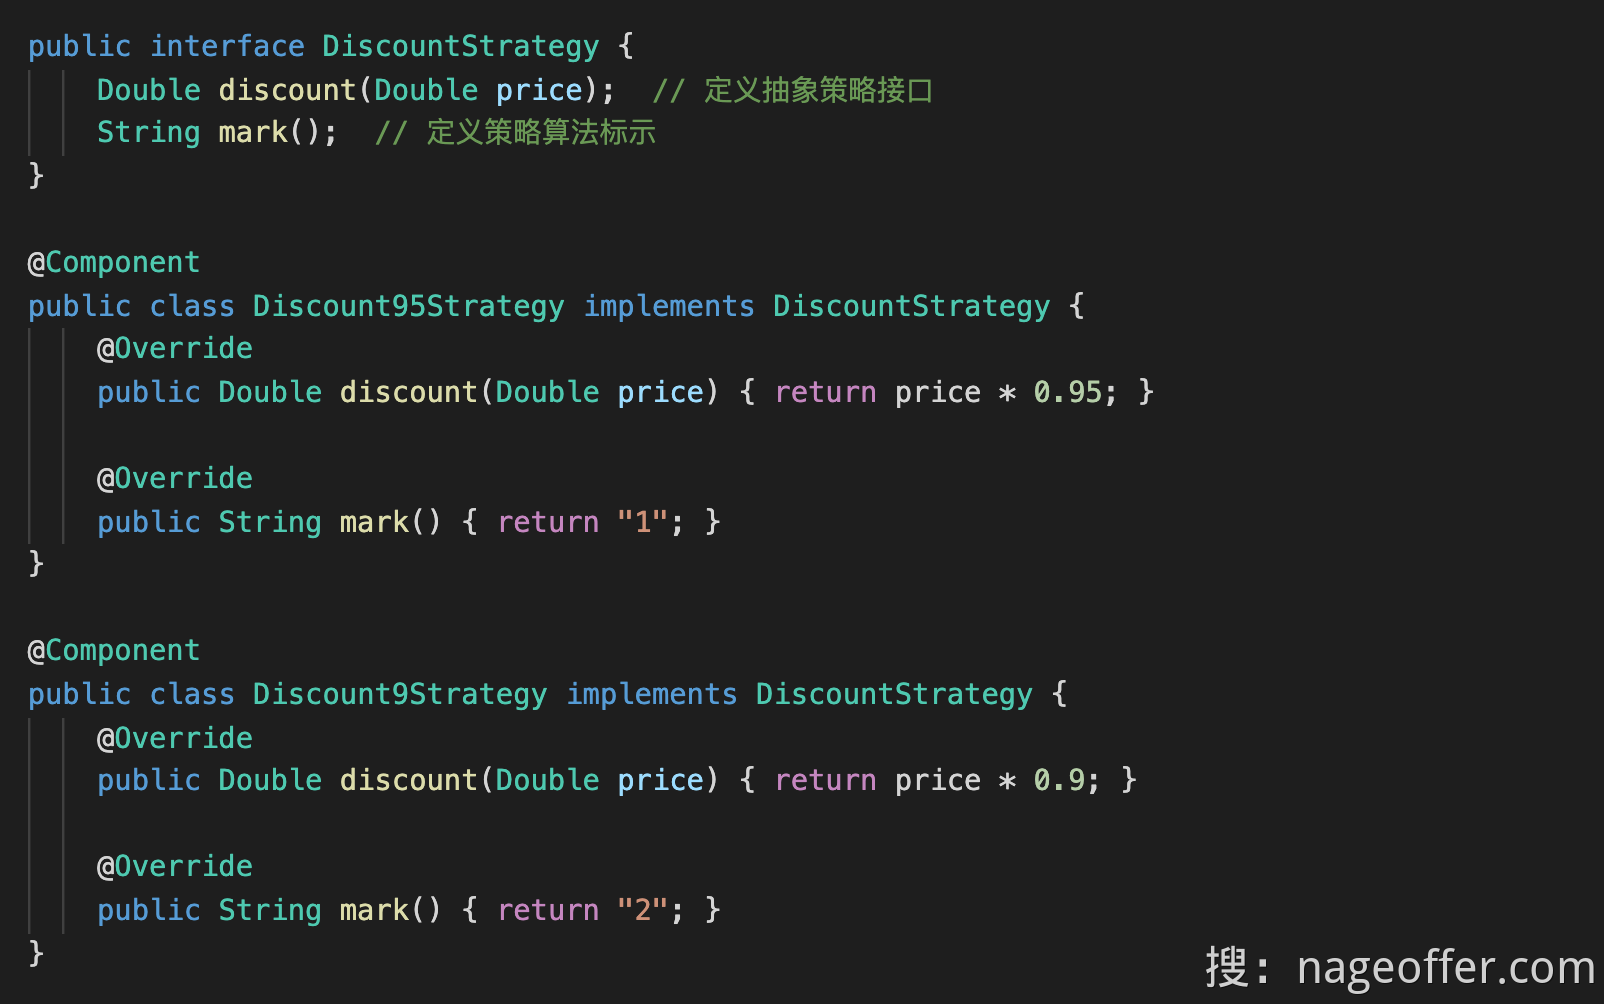 public interface DiscountStrategy {
    Double discount(Double price);  // 定义抽象策略接口
    String mark();  // 定义策略算法标示
}

@Component
public class Discount95Strategy implements DiscountStrategy {
    @Override
    public Double discount(Double price) { return price * 0.95; }

    @Override
    public String mark() { return "1"; }
}

@Component
public class Discount9Strategy implements DiscountStrategy {
    @Override
    public Double discount(Double price) { return price * 0.9; }

    @Override
    public String mark() { return "2"; }
}
搜：nageoffer.com